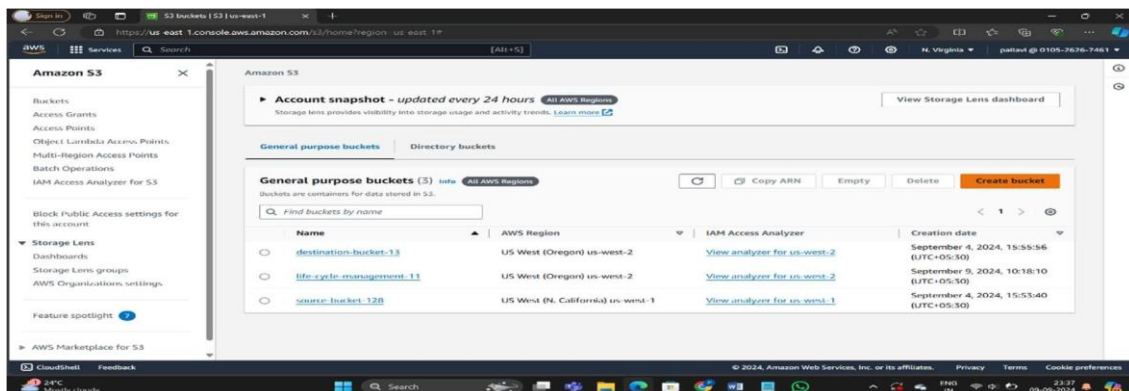 Sign in
S3 buckets | S3 | us-east-1
https://us-east-1.console.aws.amazon.com/s3/home?region=us-east-1#
aws Services Search [Alt+S] N. Virginia pallavi @ 0105-2676-7461
Amazon S3
Buckets
Access Grants
Access Points
Object Lambda Access Points
Multi-Region Access Points
Batch Operations
IAM Access Analyzer for S3
Block Public Access settings for
this account
Storage Lens
Dashboards
Storage Lens groups
AWS Organizations settings
Feature spotlight 7
AWS Marketplace for S3
Amazon S3
Account snapshot - updated every 24 hours All AWS Regions
View Storage Lens dashboard
Storage lens provides visibility into storage usage and activity trends. Learn more
General purpose buckets Directory buckets
General purpose buckets (3) Info All AWS Regions
Copy ARN Empty Delete Create bucket
Buckets are containers for data stored in S3.
Find buckets by name
1
Name AWS Region IAM Access Analyzer Creation date
destination-bucket-13 US West (Oregon) us-west-2 View analyzer for us-west-2 September 4, 2024, 15:55:56
(UTC+05:30)
life-cycle-management-11 US West (Oregon) us-west-2 View analyzer for us-west-2 September 9, 2024, 10:18:10
(UTC+05:30)
source-bucket-128 US West (N. California) us-west-1 View analyzer for us-west-1 September 4, 2024, 15:53:40
(UTC+05:30)
CloudShell Feedback © 2024, Amazon Web Services, Inc. or its affiliates. Privacy Terms Cookie preferences
24°C
Mostly cloudy
Search
ENG
IN
23:37
09-09-2024